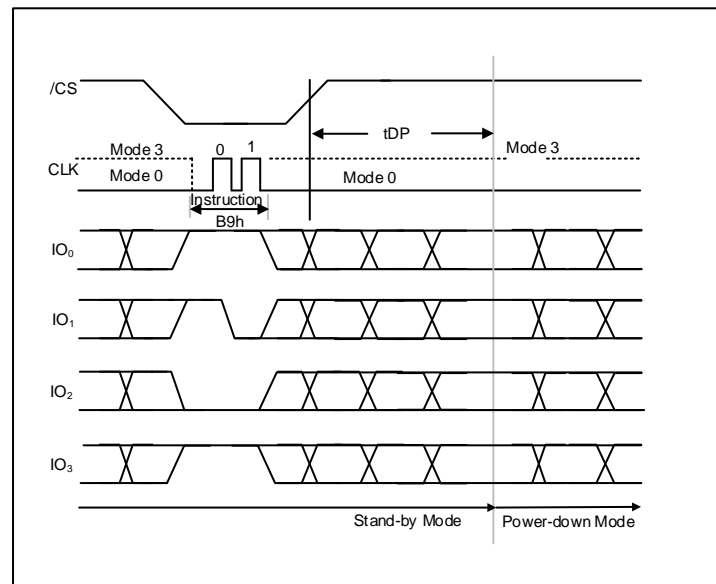 /CS
tDP
Mode 3
0
1
Mode 3
CLK
Mode 0
Mode 0
Instruction
B9h
IO₀
IO₁
IO₂
IO₃
Stand-by Mode
Power-down Mode